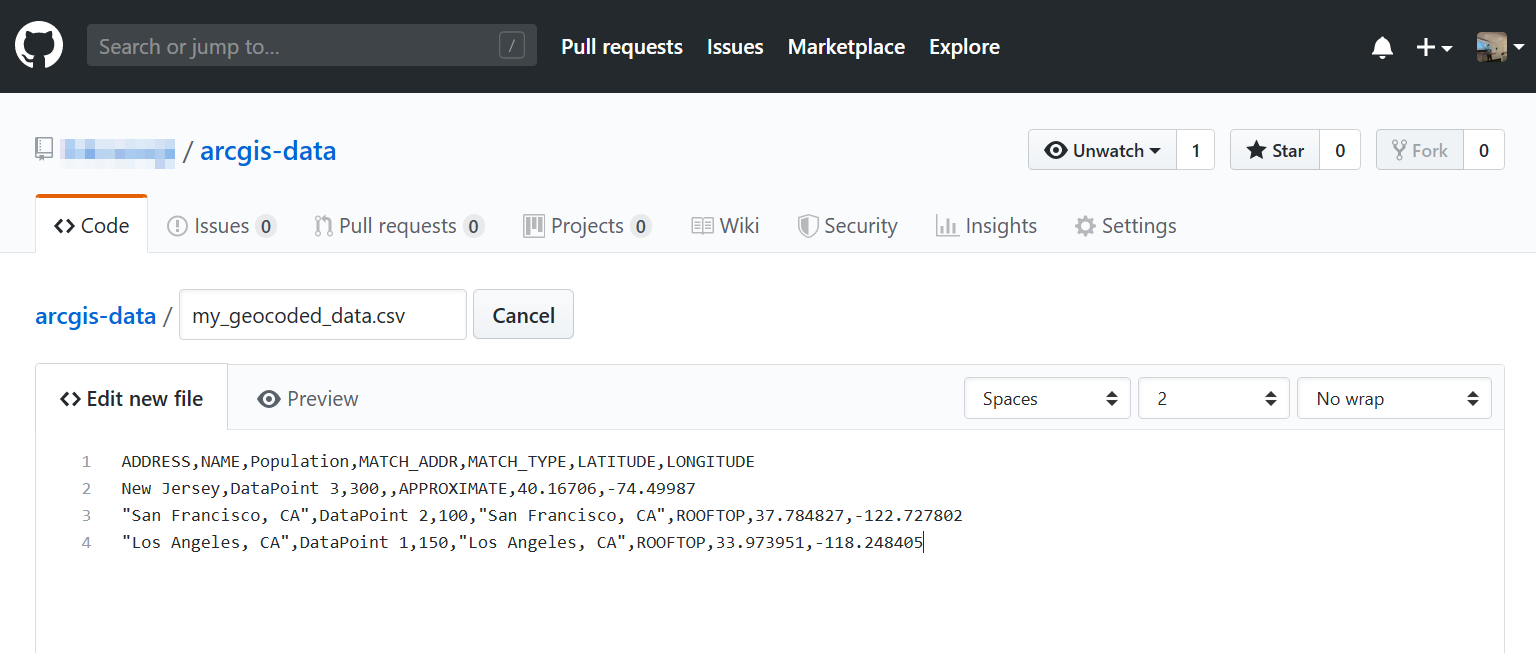 Search or jump to... / Pull requests Issues Marketplace Explore
/ arcgis-data Unwatch 1 Star 0 Fork 0
Code Issues 0 Pull requests 0 Projects 0 Wiki Security Insights Settings
arcgis-data / my_geocoded_data.csv Cancel
Edit new file Preview Spaces 2 No wrap
1 ADDRESS,NAME,Population,MATCH_ADDR,MATCH_TYPE,LATITUDE,LONGITUDE
2 New Jersey,DataPoint 3,300,,APPROXIMATE,40.16706,-74.49987
3 "San Francisco, CA",DataPoint 2,100,"San Francisco, CA",ROOFTOP,37.784827,-122.727802
4 "Los Angeles, CA",DataPoint 1,150,"Los Angeles, CA",ROOFTOP,33.973951,-118.248405